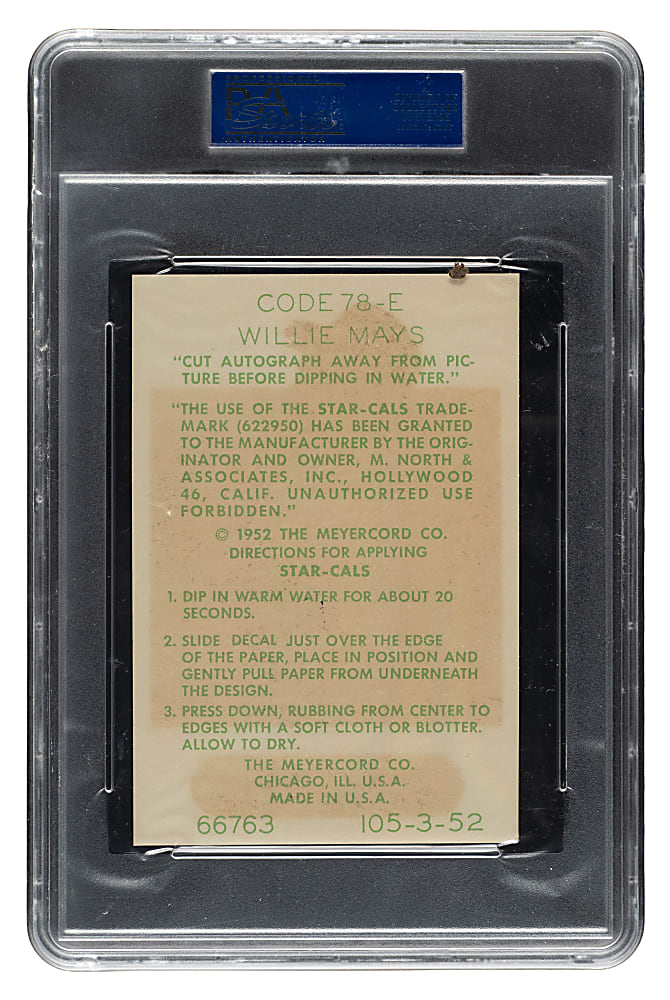 PROFESSIONAL
PSA
AUTHENTICATOR
CODE 78-E
WILLIE MAYS
"CUT AUTOGRAPH AWAY FROM PIC-
TURE BEFORE DIPPING IN WATER."
"THE USE OF THE STAR-CALS TRADE-
MARK (622950) HAS BEEN GRANTED
TO THE MANUFACTURER BY THE ORIG-
INATOR AND OWNER, M. NORTH &
ASSOCIATES, INC., HOLLYWOOD
46, CALIF. UNAUTHORIZED USE
FORBIDDEN."
© 1952 THE MEYERCORD CO.
DIRECTIONS FOR APPLYING
STAR-CALS
1. DIP IN WARM WATER FOR ABOUT 20
SECONDS.
2. SLIDE DECAL JUST OVER THE EDGE
OF THE PAPER, PLACE IN POSITION AND
GENTLY PULL PAPER FROM UNDERNEATH
THE DESIGN.
3. PRESS DOWN, RUBBING FROM CENTER TO
EDGES WITH A SOFT CLOTH OR BLOTTER.
ALLOW TO DRY.
THE MEYERCORD CO.
CHICAGO, ILL. U.S.A.
MADE IN U.S.A.
66763 105-3-52